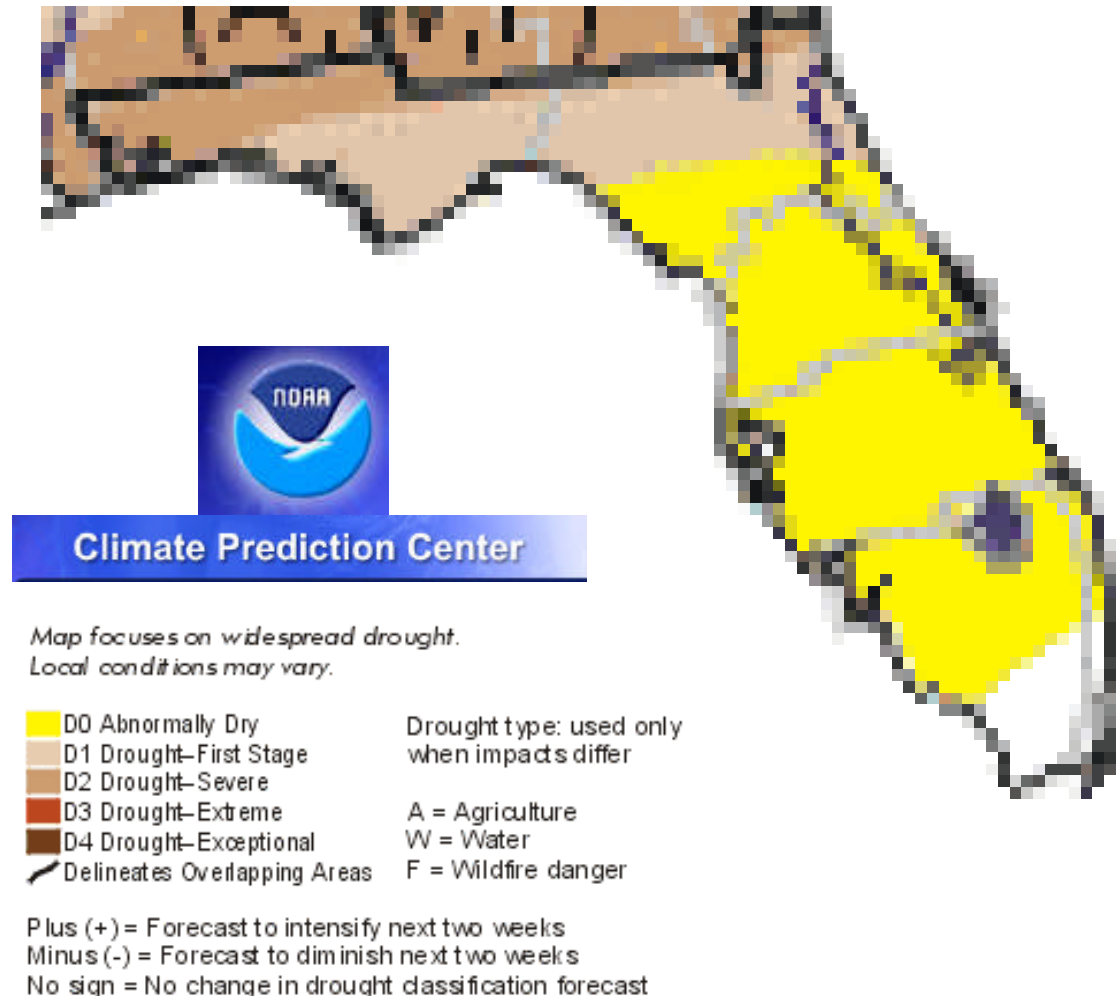 NOAA
Climate Prediction Center
Map focuses on widespread drought.
Local conditions may vary.
D0 Abnormally Dry
D1 Drought–First Stage
D2 Drought–Severe
D3 Drought–Extreme
D4 Drought–Exceptional
Delineates Overlapping Areas
Drought type: used only
when impacts differ
A = Agriculture
W = Water
F = Wildfire danger
Plus (+) = Forecast to intensify next two weeks
Minus (-) = Forecast to diminish next two weeks
No sign = No change in drought classification forecast